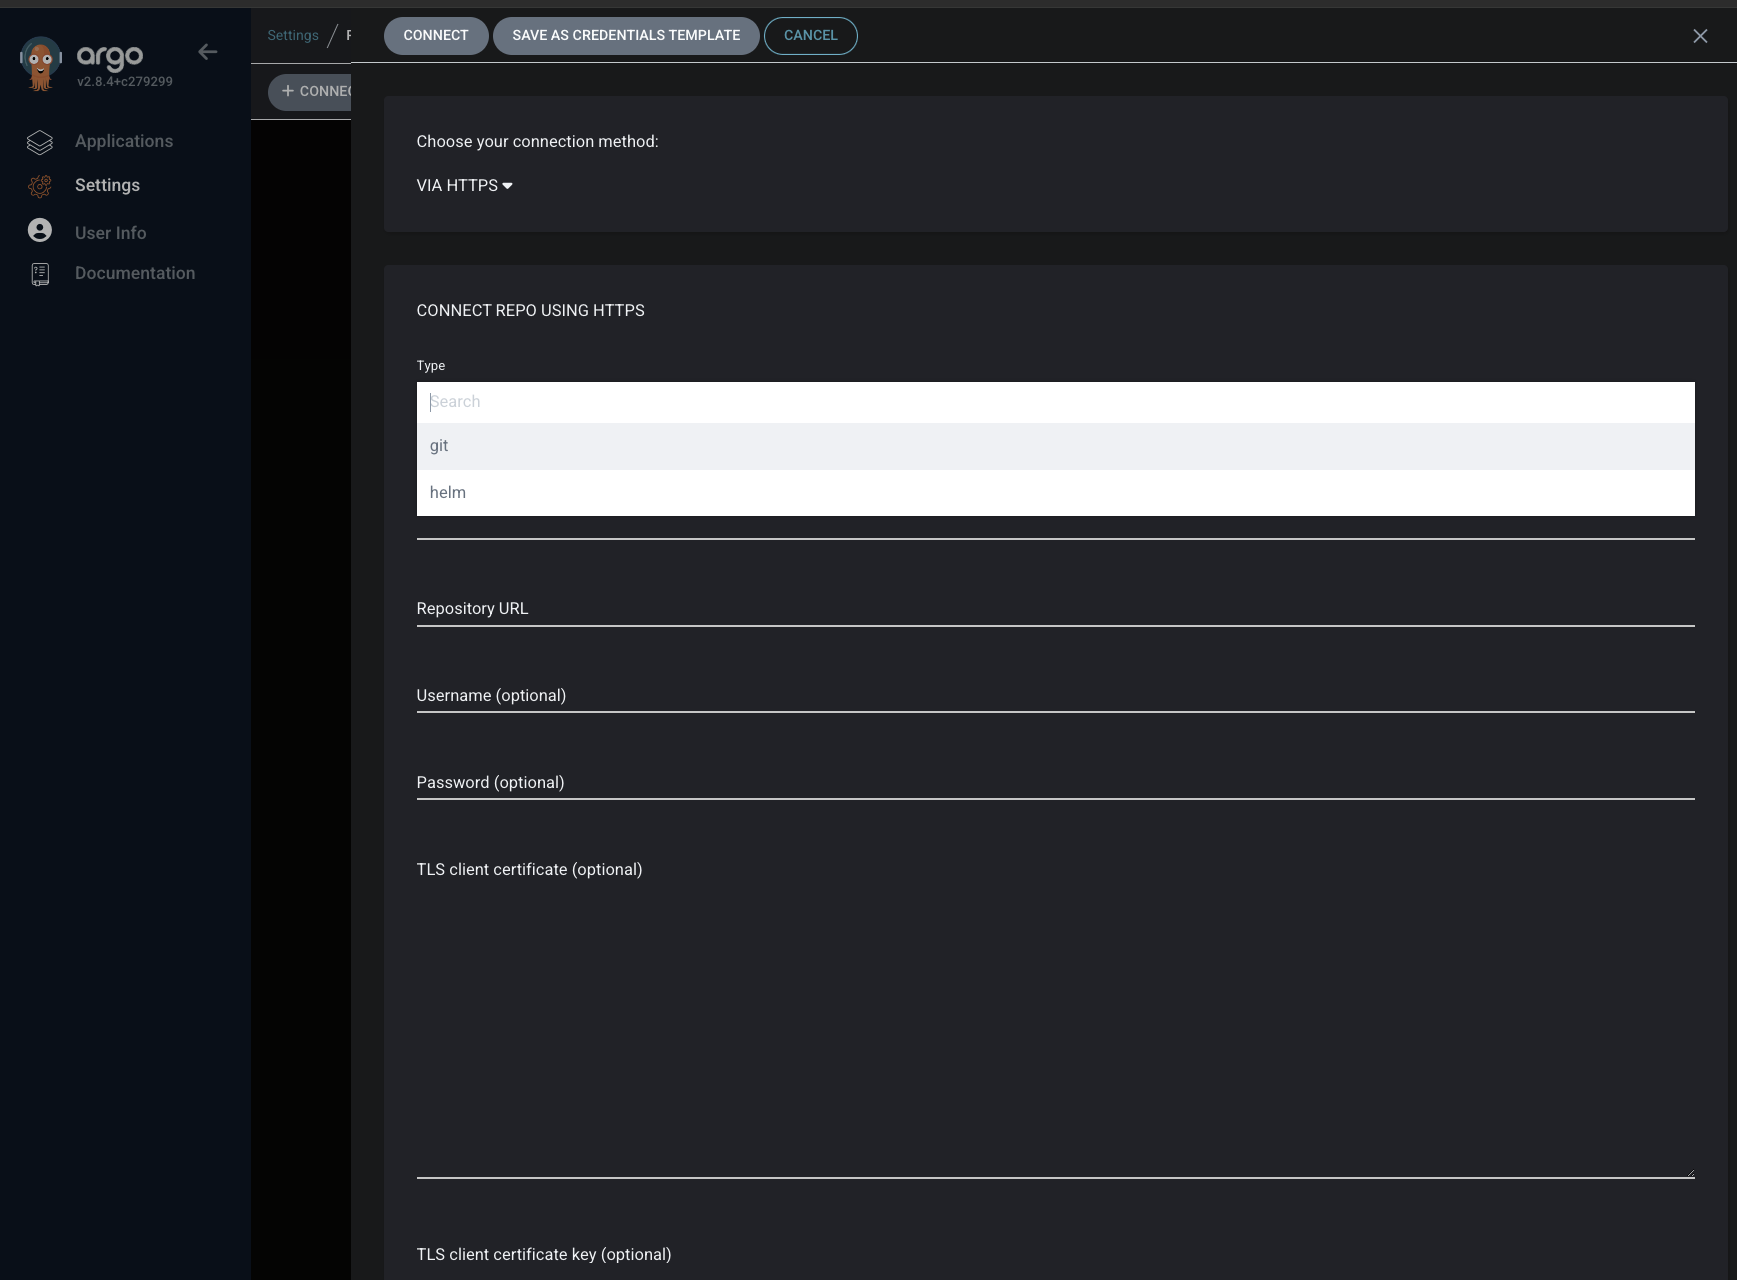 argo
v2.8.4+c279299
Applications
Settings
User Info
Documentation
Settings /
+ CONNEC
CONNECT
SAVE AS CREDENTIALS TEMPLATE
CANCEL
Choose your connection method:
VIA HTTPS
CONNECT REPO USING HTTPS
Type
Search
git
helm
Repository URL
Username (optional)
Password (optional)
TLS client certificate (optional)
TLS client certificate key (optional)